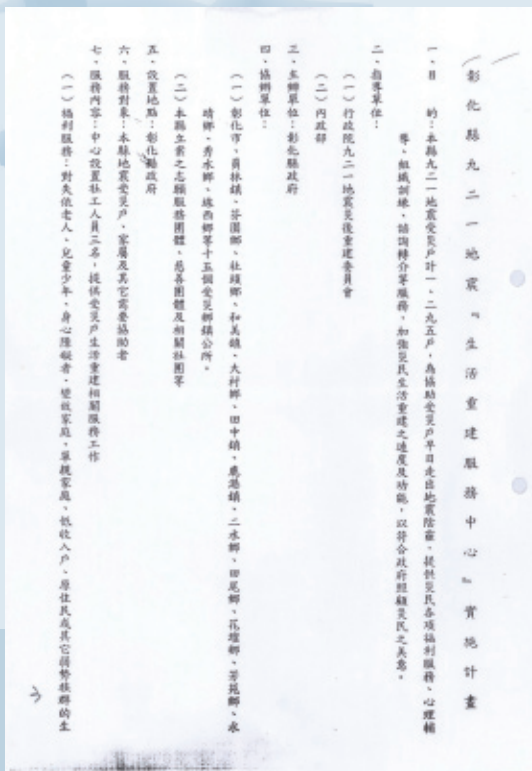 彰化縣九二一地震『生活重建服務中心』實施計畫
一、目　的：本縣九二一地震受災戶計一、二九五戶，為協助受災戶早日走出地震陰霾，提供災民各項福利服務、心理輔
導、組織訓練、諮詢轉介等服務，加強災民生活重建之適度及功能，以符合政府照顧災民之美意。
二、指導單位：
（一）行政院九二一地震災後重建委員會
（二）內政部
三、主辦單位：彰化縣政府
四、協辦單位：
（一）彰化市、員林鎮、芬園鄉、社頭鄉、和美鎮、大村鄉、田中鎮、鹿港鎮、二水鄉、田尾鄉、花壇鄉、芳苑鄉、永
靖鄉、秀水鄉、埔西鄉等十五個受災鄉鎮公所。
（二）本縣立案之志願服務團體、慈善團體及相關社團等
五、設置地點：彰化縣政府
六、服務對象：本縣地震受災戶、家屬及其它需要協助者
七、服務內容：中心設置社工人員三名，提供受災戶生活重建相關服務工作
（一）福利服務：對失依老人、兒童少年、身心障礙者、變故家庭、單親家庭、低收入戶、原住民或其它弱勢族群的生